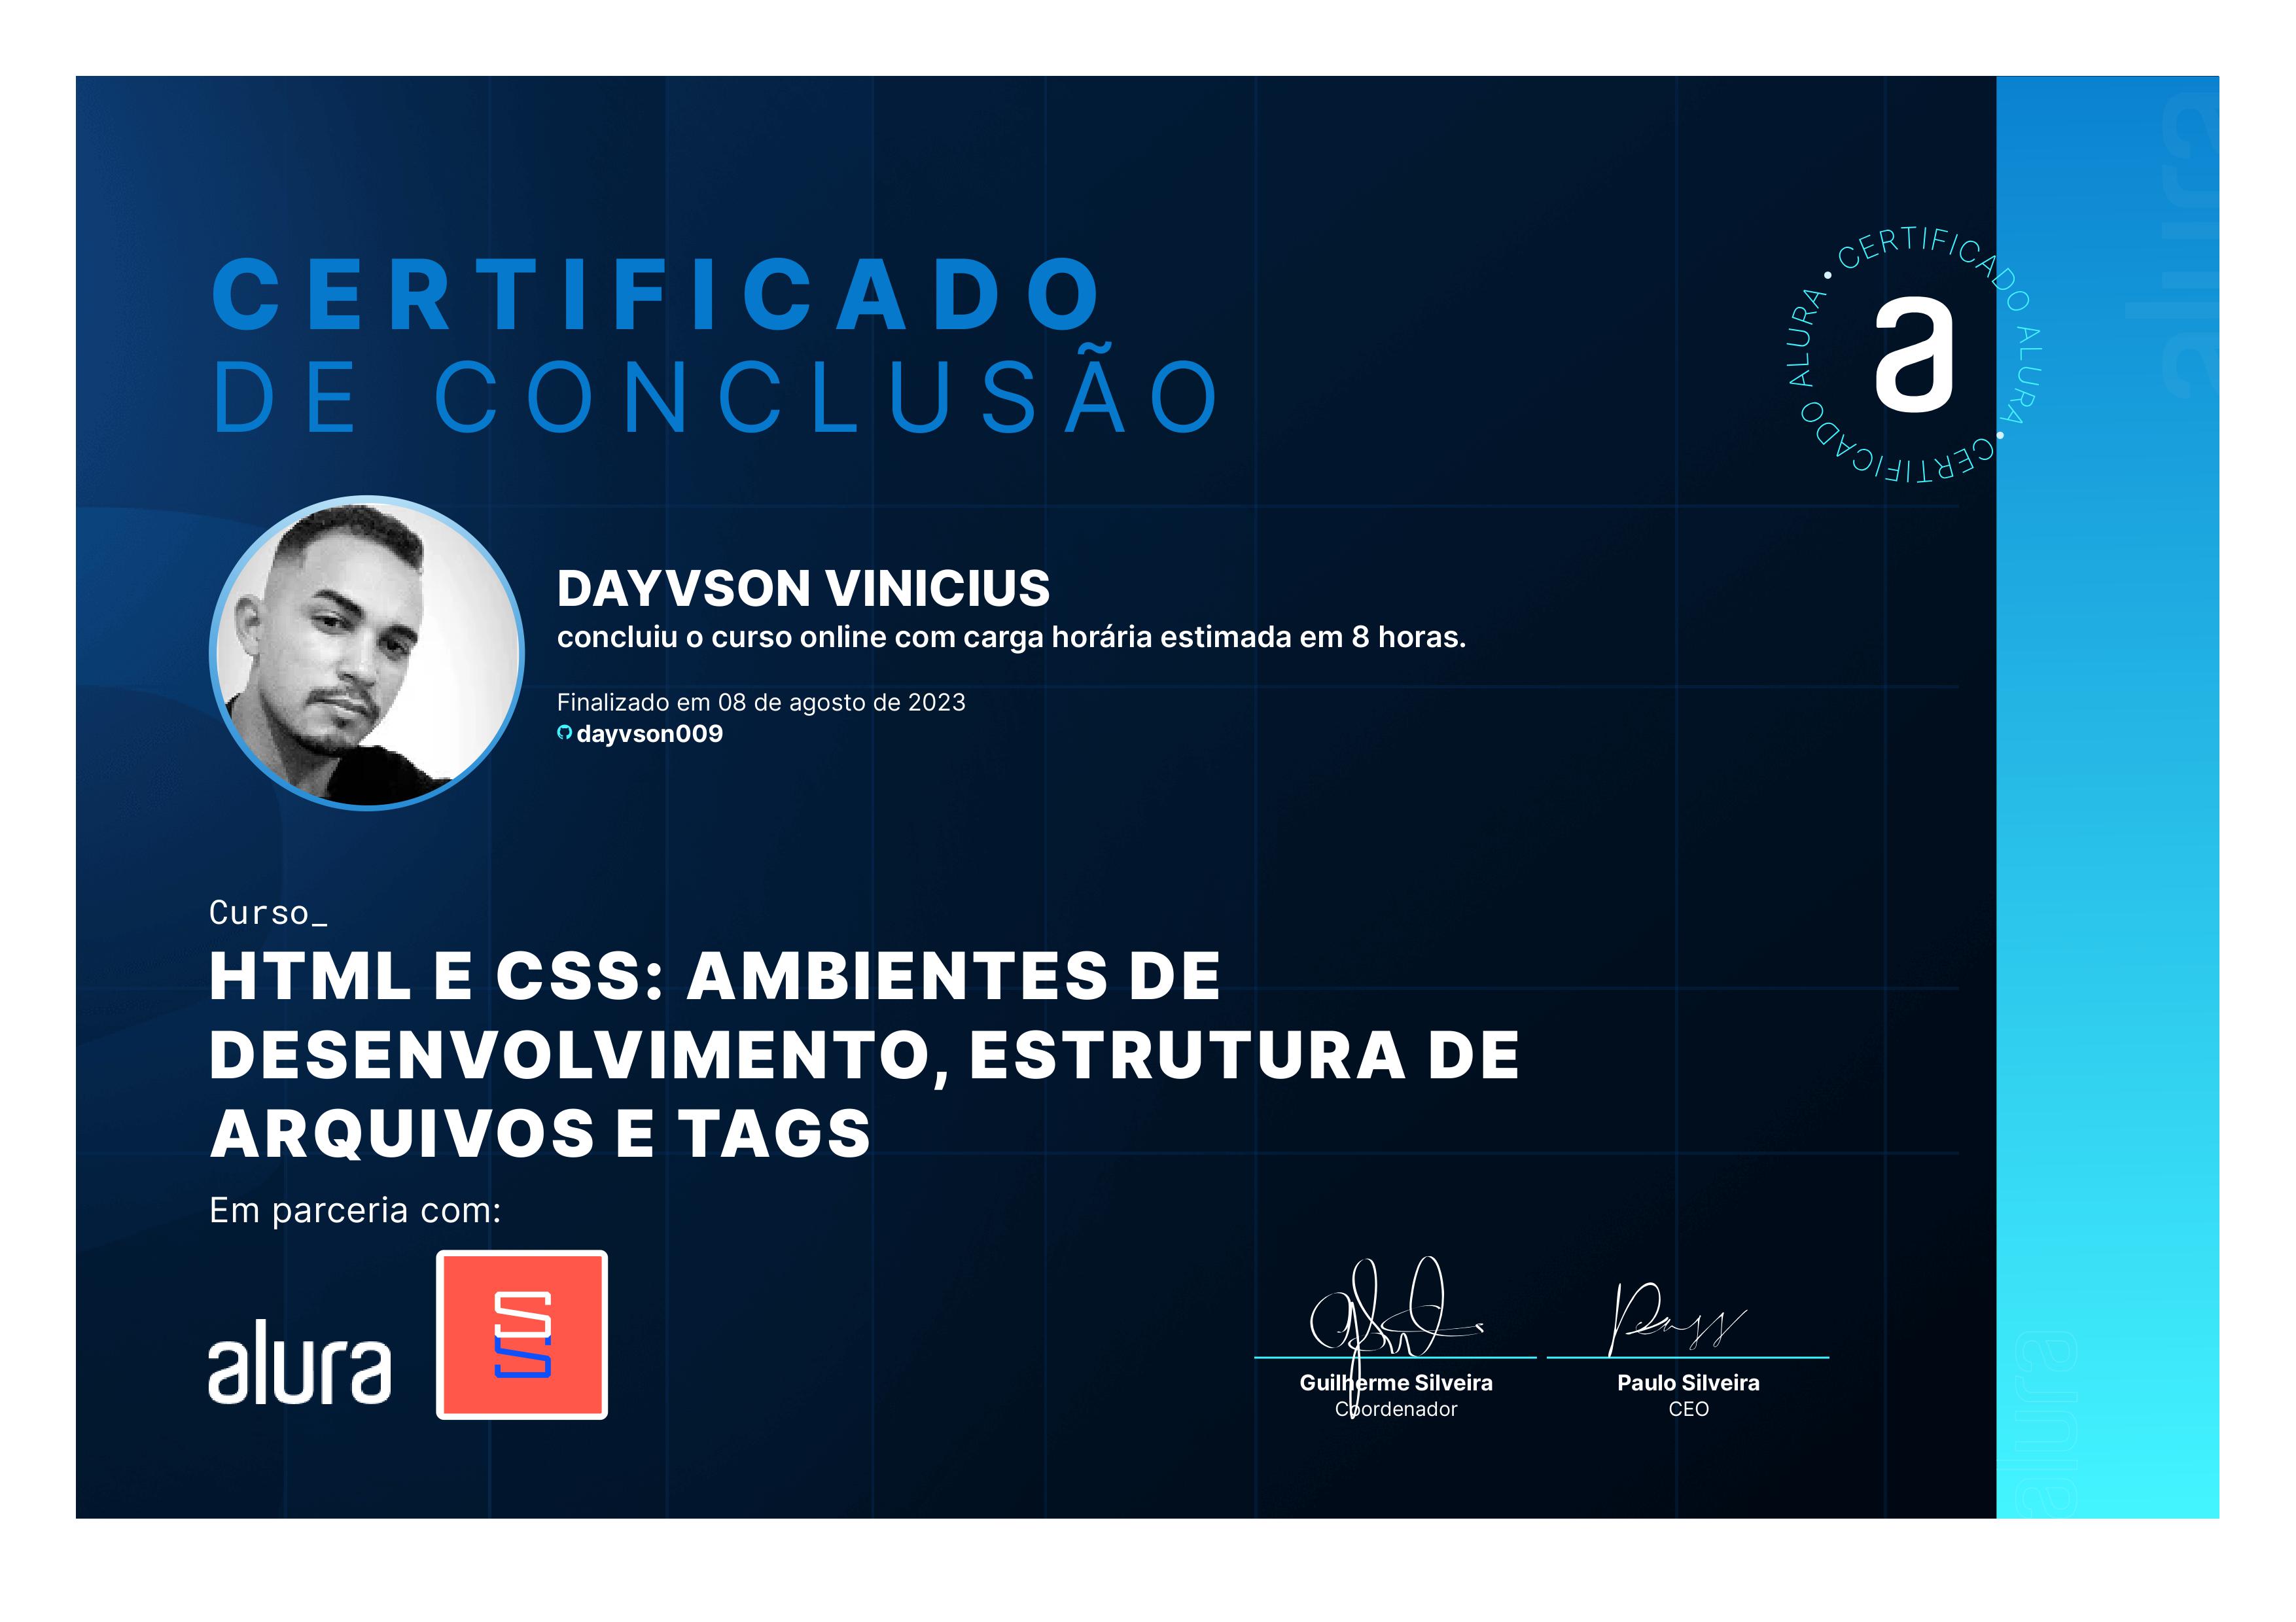 CERTIFICADO
DE CONCLUSÃO
• CERTIFICADO ALURA • CERTIFICADO ALURA
a
alura
DAYVSON VINICIUS
concluiu o curso online com carga horária estimada em 8 horas.
Finalizado em 08 de agosto de 2023
dayvson009
Curso_
HTML E CSS: AMBIENTES DE
DESENVOLVIMENTO, ESTRUTURA DE
ARQUIVOS E TAGS
Em parceria com:
alura
Guilherme Silveira
Coordenador
Paulo Silveira
CEO
alura